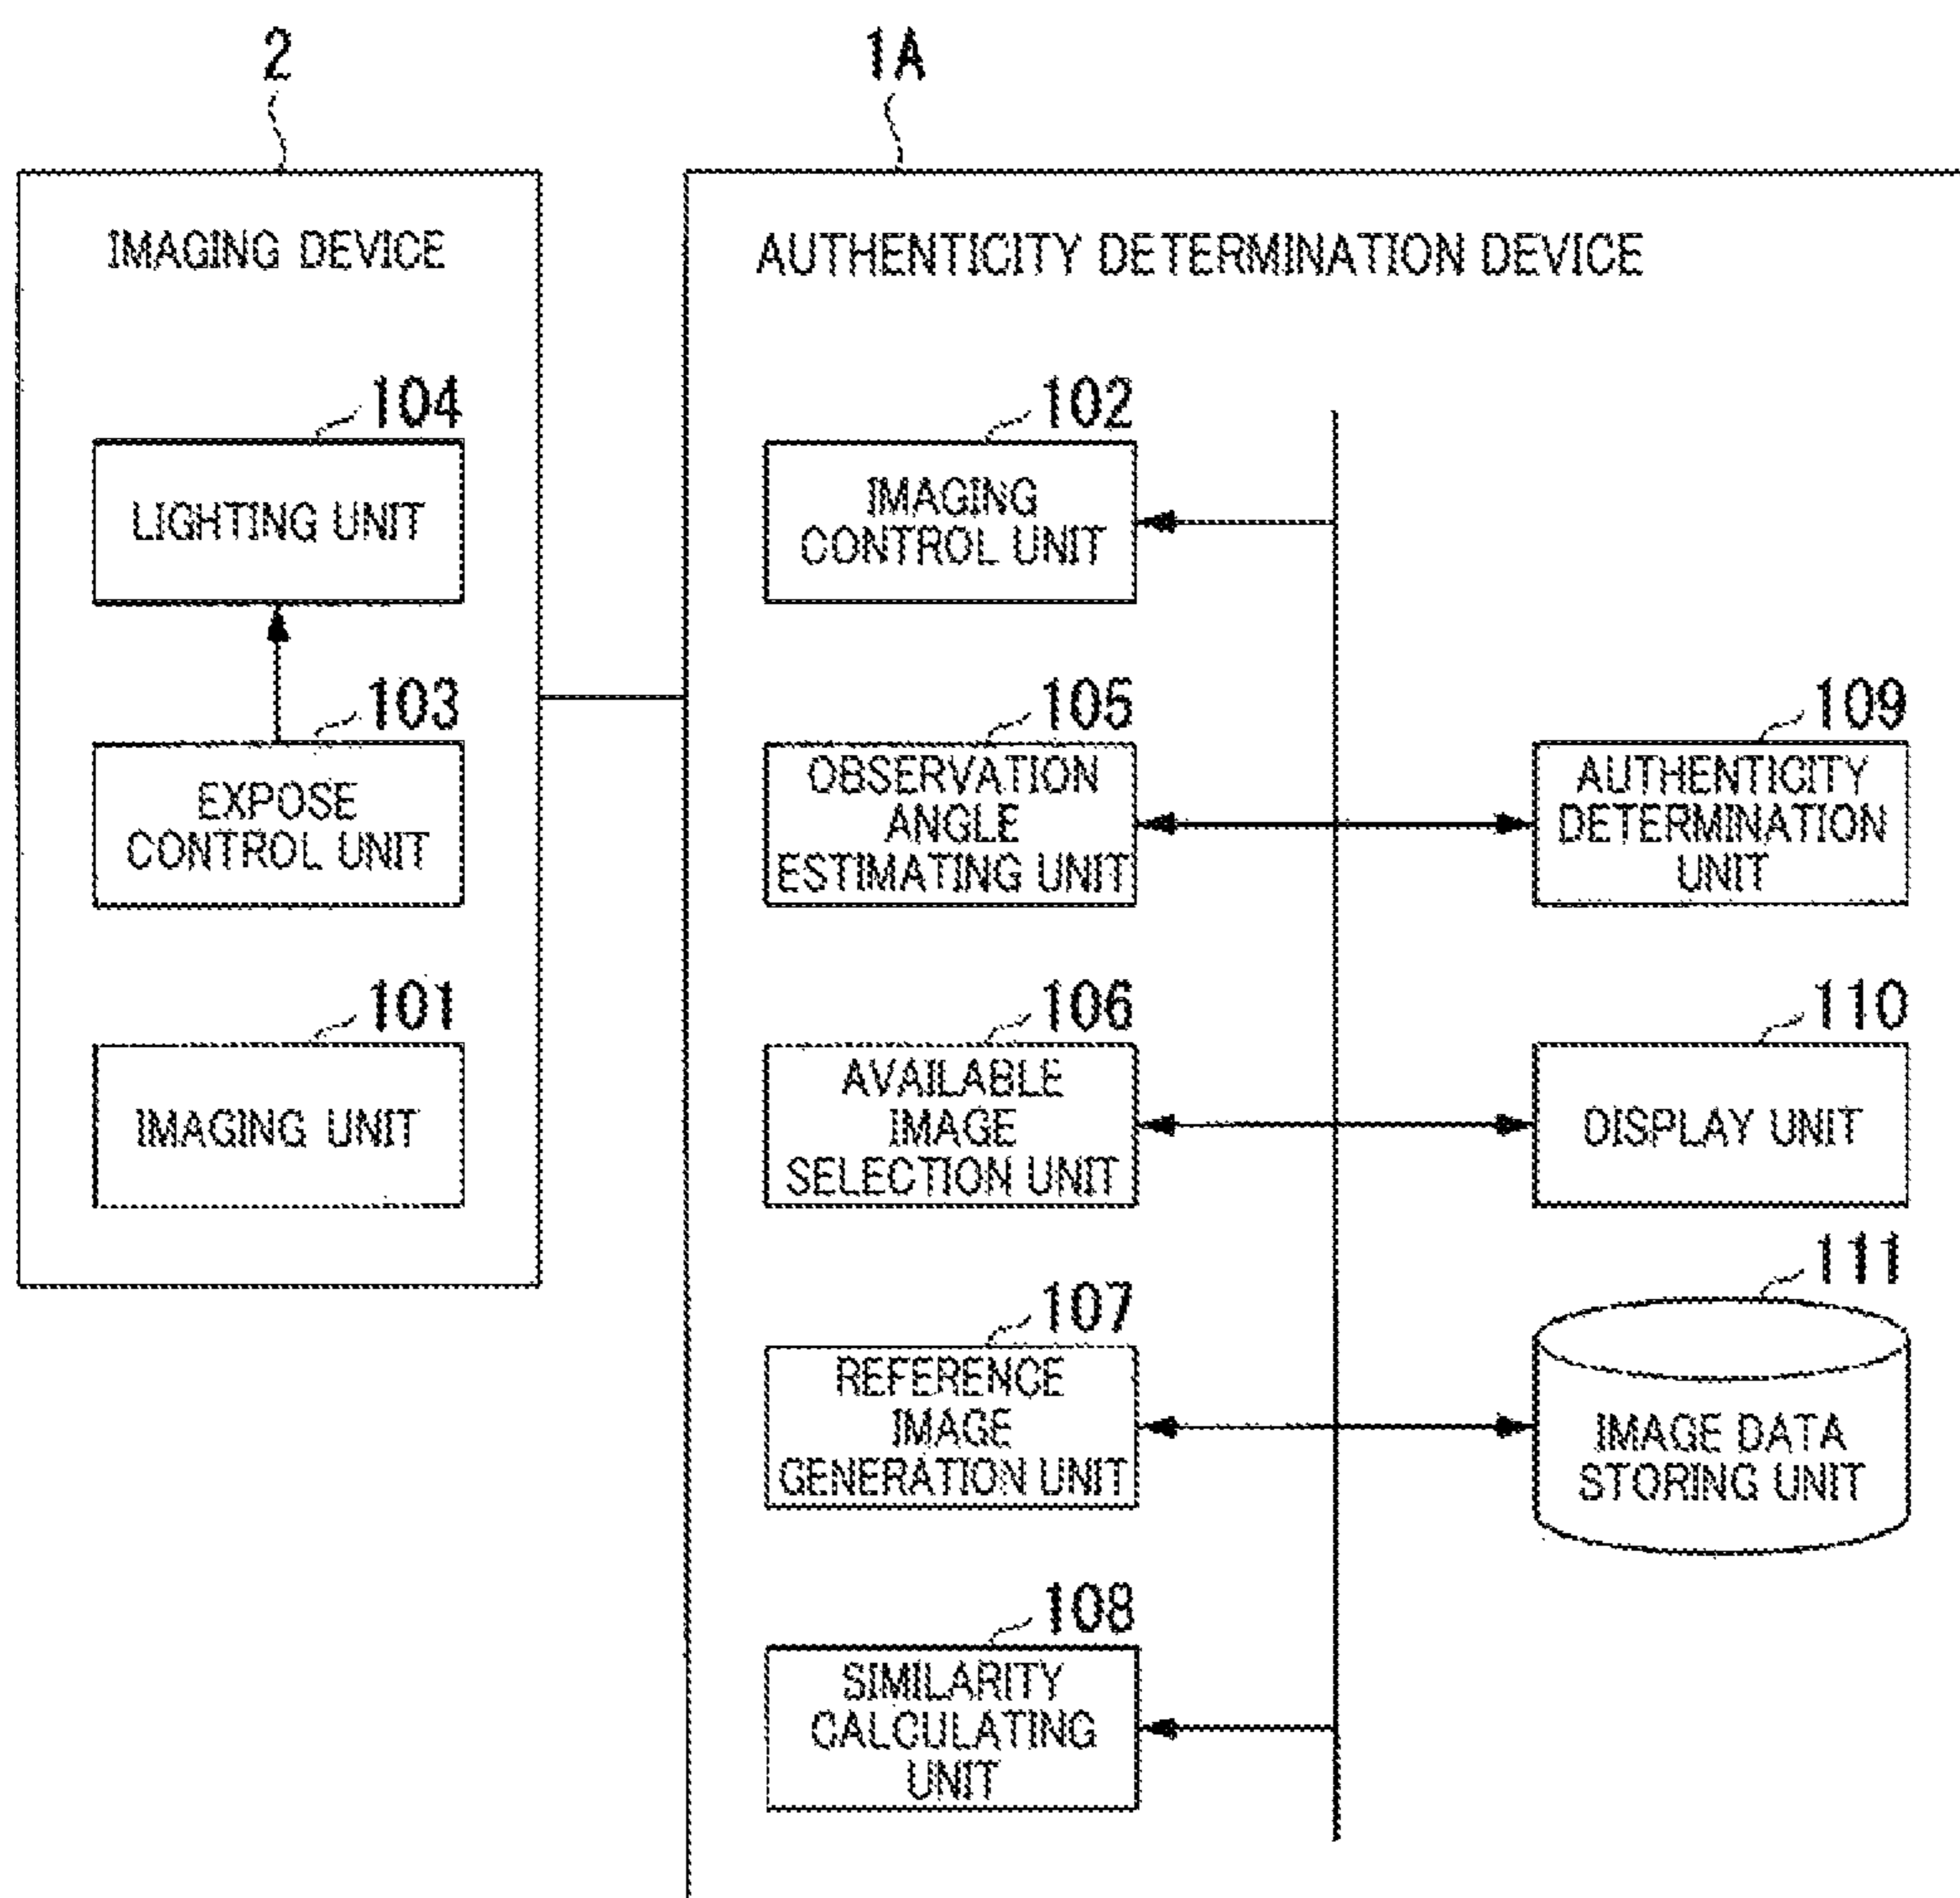 2
1A
IMAGING DEVICE
AUTHENTICITY DETERMINATION DEVICE
104
LIGHTING UNIT
103
EXPOSE
CONTROL UNIT
101
IMAGING UNIT
102
IMAGING
CONTROL UNIT
105
OBSERVATION
ANGLE
ESTIMATING UNIT
109
AUTHENTICITY
DETERMINATION
UNIT
106
AVAILABLE
IMAGE
SELECTION UNIT
110
DISPLAY UNIT
107
REFERENCE
IMAGE
GENERATION UNIT
111
IMAGE DATA
STORING UNIT
108
SIMILARITY
CALCULATING
UNIT